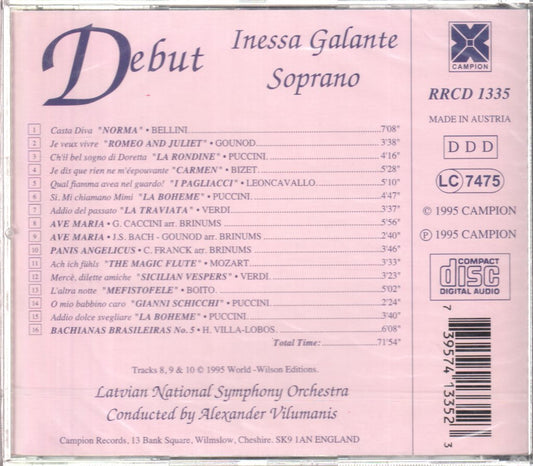 Debut
Inessa Galante
Soprano
CAMPION
RRCD 1335
MADE IN AUSTRIA
DDD
LC 7475
© 1995 CAMPION
℗ 1995 CAMPION
COMPACT
disc
DIGITAL AUDIO
7 39574 13352 3
1 Casta Diva "NORMA" • BELLINI 7'08"
2 Je veux vivre "ROMEO AND JULIET" • GOUNOD 3'38"
3 Ch'il bel sogno di Doretta "LA RONDINE" • PUCCINI 4'16"
4 Je dis que rien ne m'éepouvante "CARMEN" • BIZET 5'28"
5 Qual fiamma avea nel guardo! "I PAGLIACCI" • LEONCAVALLO 5'10"
6 Si. Mi chiamano Mimi "LA BOHEME" • PUCCINI 4'47"
7 Addio del passato "LA TRAVIATA" • VERDI 3'37"
8 AVE MARIA • G. CACCINI arr. BRINUMS 5'56"
9 AVE MARIA • J.S. BACH - GOUNOD arr. BRINUMS 2'40"
10 PANIS ANGELICUS • C. FRANCK arr. BRINUMS 3'46"
11 Ach ich fühls "THE MAGIC FLUTE" • MOZART 3'33"
12 Mercè, dilette amiche "SICILIAN VESPERS" • VERDI 3'23"
13 L'altra notte "MEFISTOFELE" • BOITO 5'02"
14 O mio babbino caro "GIANNI SCHICCHI" • PUCCINI 2'24"
15 Addio dolce svegliare "LA BOHEME" • PUCCINI 3'40"
16 BACHIANAS BRASILEIRAS No. 5 • H. VILLA-LOBOS 6'08"
Total Time: 71'54"
Tracks 8, 9 & 10 © 1995 World -Wilson Editions.
Latvian National Symphony Orchestra
Conducted by Alexander Vilumanis
Campion Records, 13 Bank Square, Wilmslow, Cheshire. SK9 1AN ENGLAND